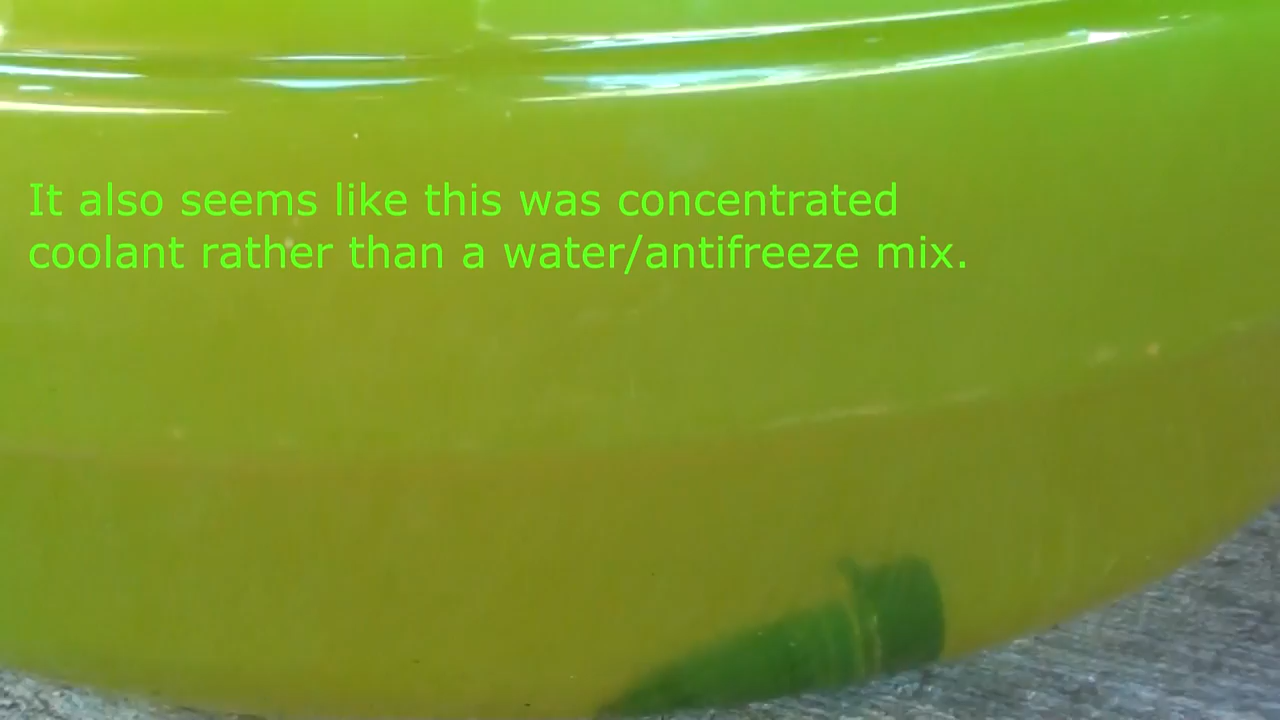 It also seems like this was concentrated
coolant rather than a water/antifreeze mix.